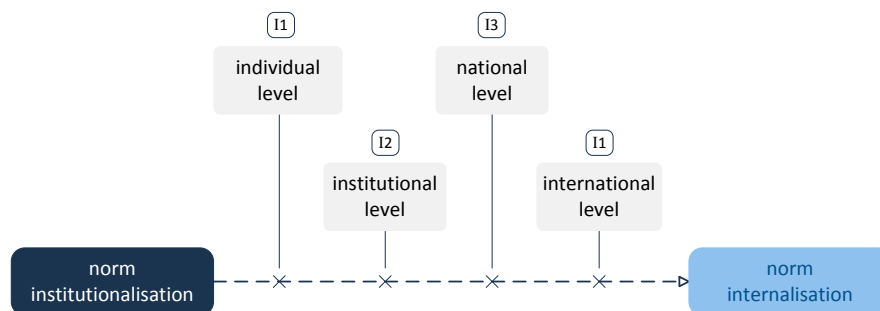 I1
I3
individual
level
national
level
I2
I1
institutional
level
international
level
norm
institutionalisation
norm
internalisation